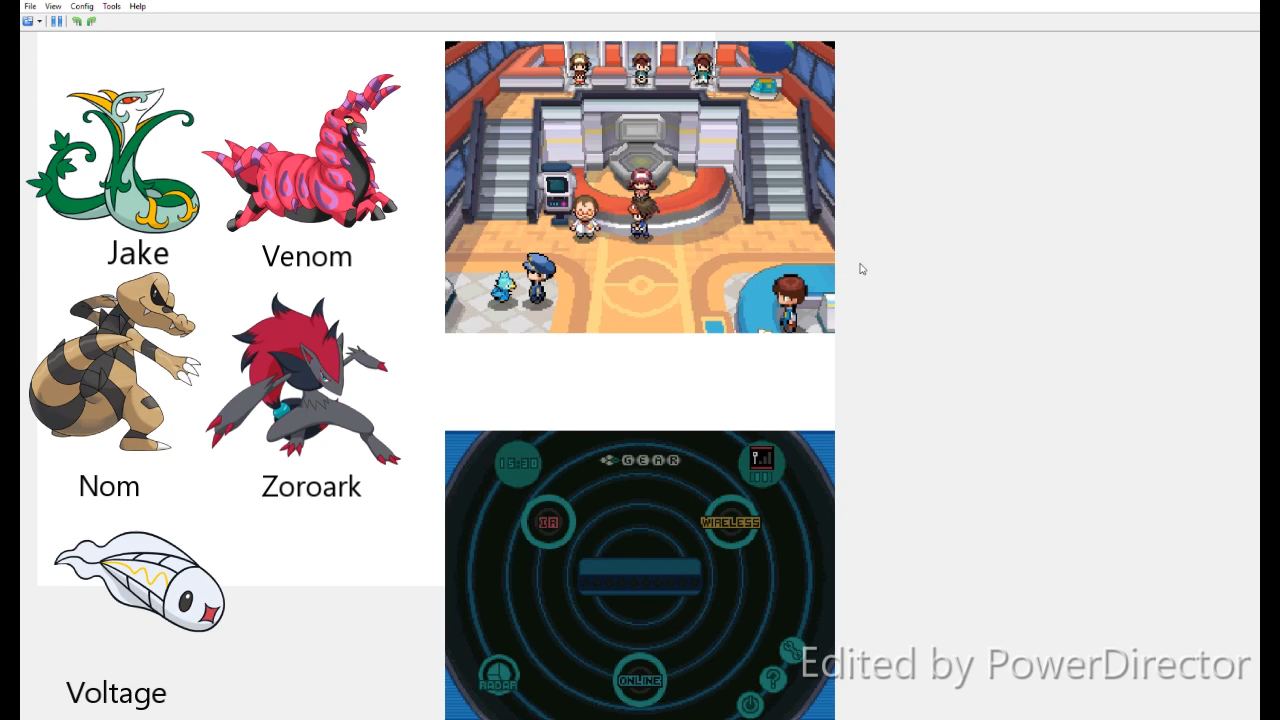 File View Config Tools Help
Jake
Venom
Nom
Zoroark
Voltage
15:30
GEAR
IR
WIRELESS
RADAR
ONLINE
?
Edited by PowerDirector